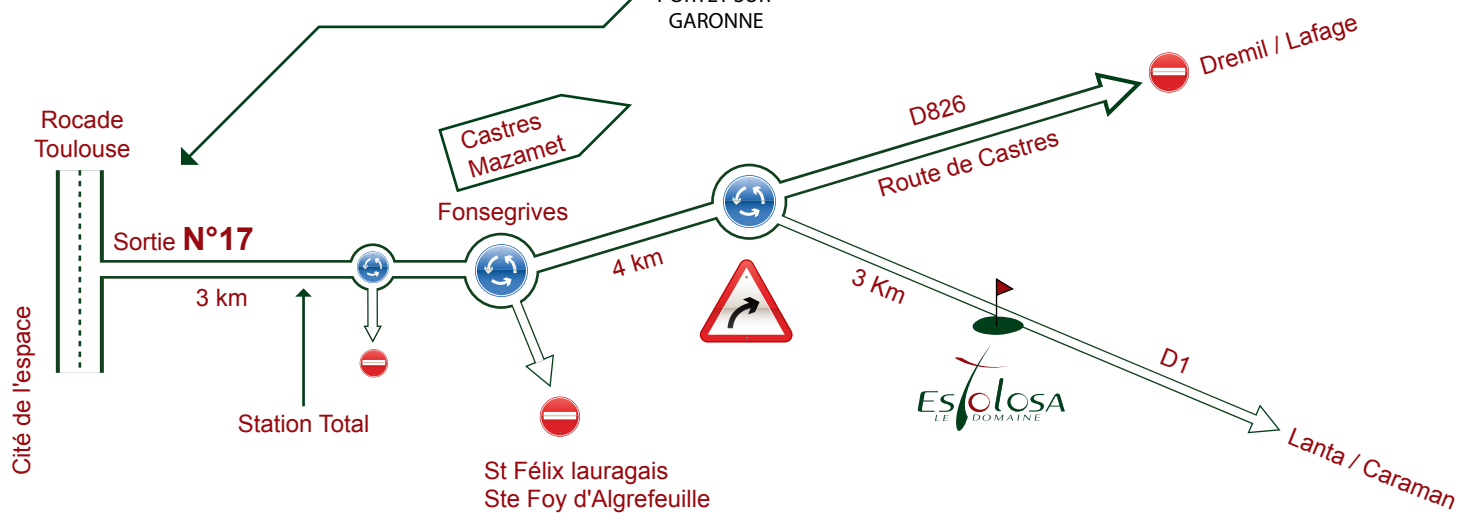 GARONNE
Dremil / Lafage
Rocade
Toulouse
Castres
Mazamet
D826
Route de Castres
Fonsegrives
Sortie N°17
3 km
4 km
3 Km
Cité de l'espace
Station Total
D1
LE DOMAINE
Lanta / Caraman
St Félix lauragais
Ste Foy d'Algrefeuille